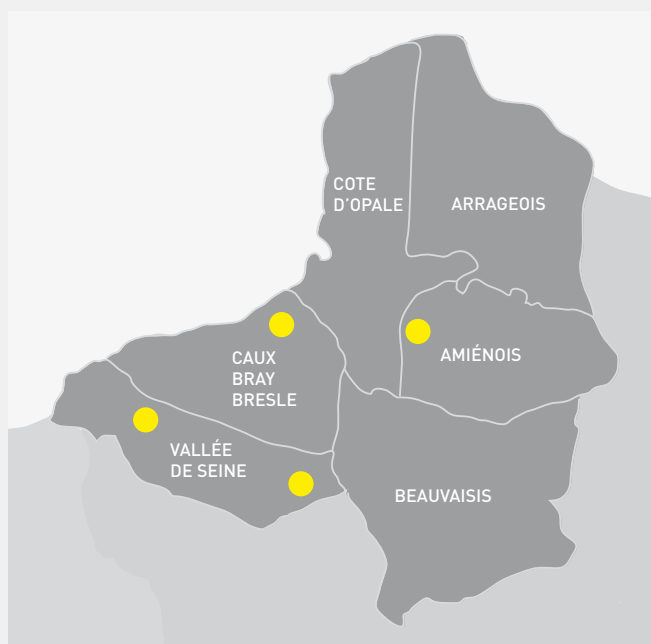 COTE
D'OPALE
ARRAGEOIS
CAUX
BRAY
BRESLE
AMIÉNOIS
VALLÉE
DE SEINE
BEAUVAISIS